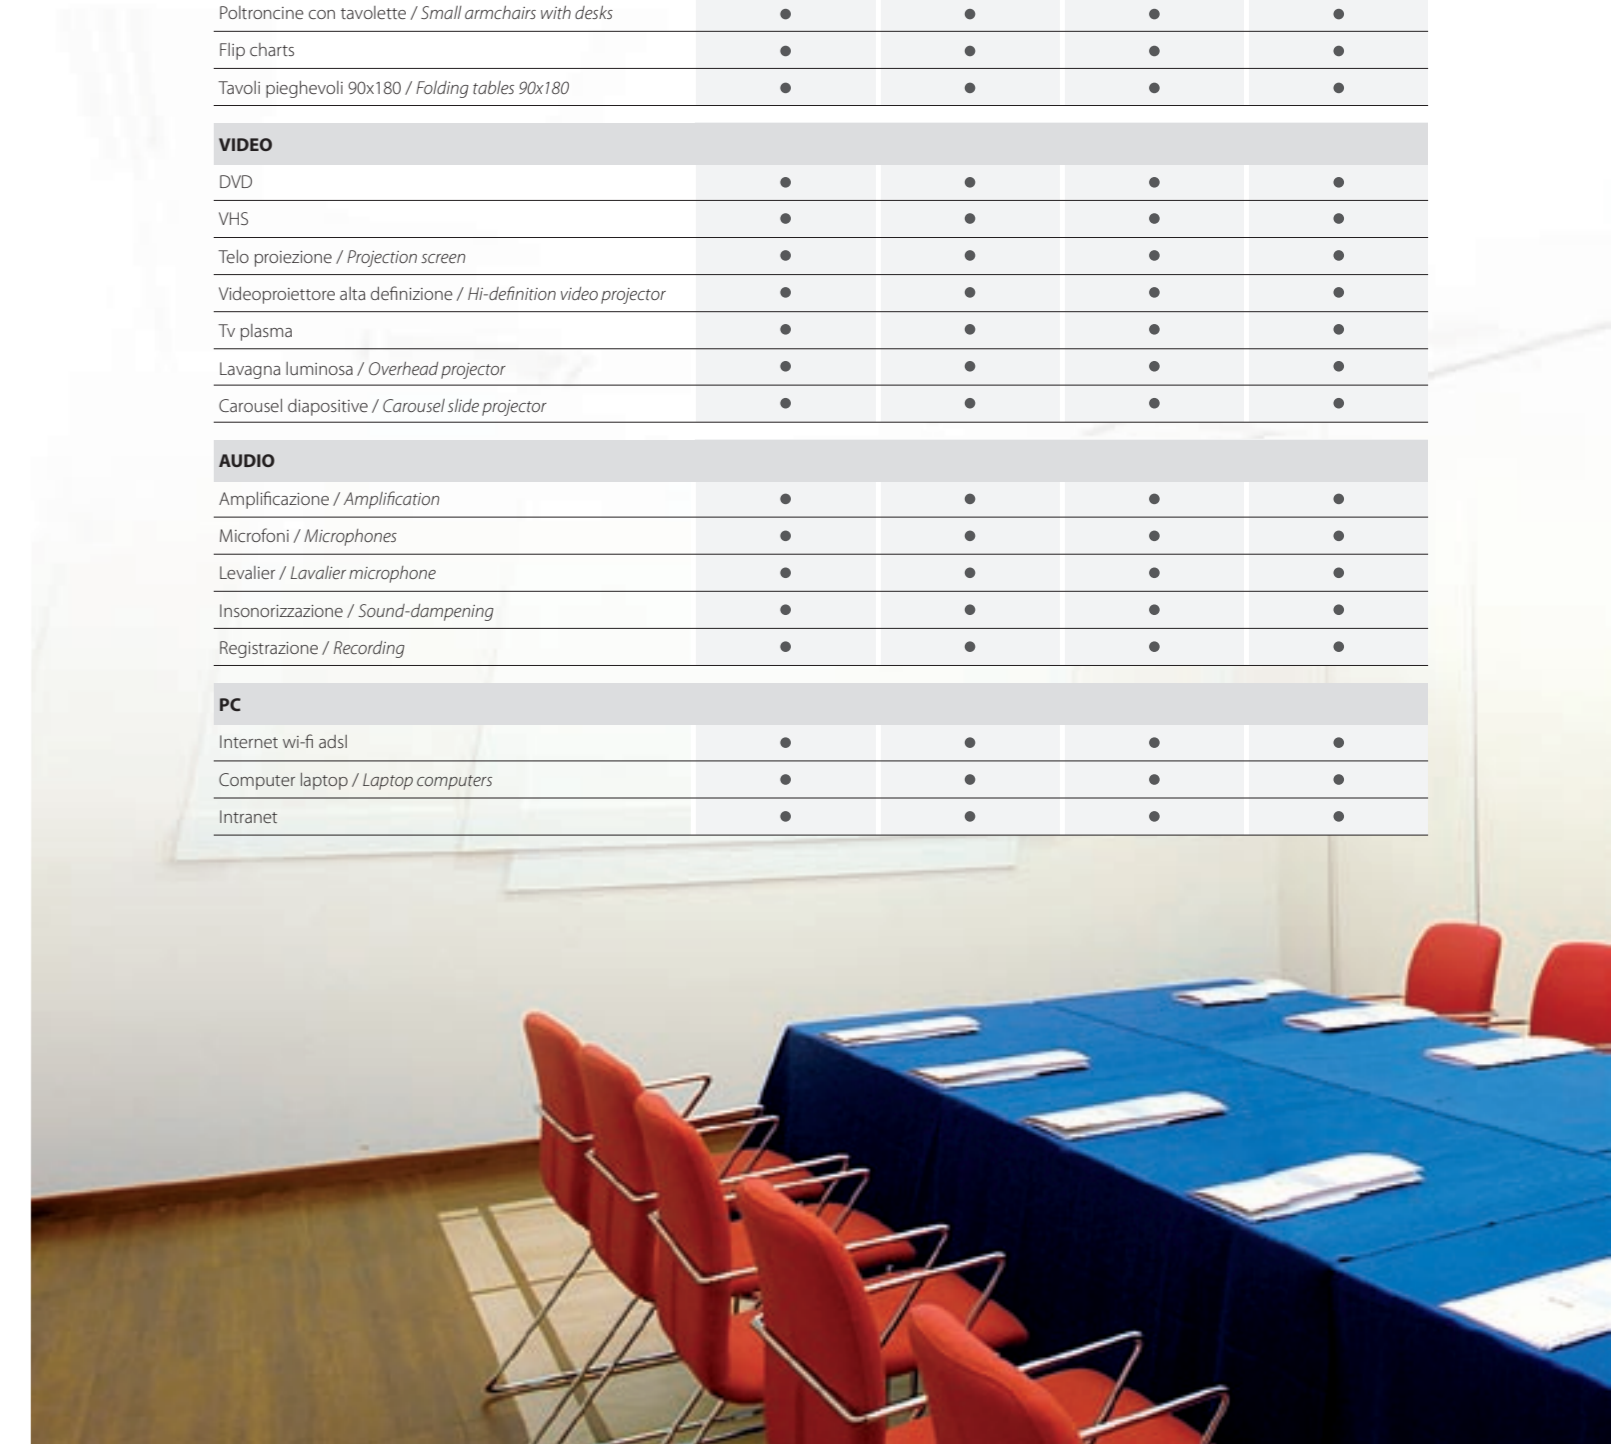 Poltroncine con tavolette / Small armchairs with desks ● ● ● ●
Flip charts ● ● ● ●
Tavoli pieghevoli 90x180 / Folding tables 90x180 ● ● ● ●
VIDEO
DVD ● ● ● ●
VHS ● ● ● ●
Telo proiezione / Projection screen ● ● ● ●
Videoproiettore alta definizione / Hi-definition video projector ● ● ● ●
Tv plasma ● ● ● ●
Lavagna luminosa / Overhead projector ● ● ● ●
Carousel diapositive / Carousel slide projector ● ● ● ●
AUDIO
Amplificazione / Amplification ● ● ● ●
Microfoni / Microphones ● ● ● ●
Levalier / Lavalier microphone ● ● ● ●
Insonorizzazione / Sound-dampening ● ● ● ●
Registrazione / Recording ● ● ● ●
PC
Internet wi-fi adsl ● ● ● ●
Computer laptop / Laptop computers ● ● ● ●
Intranet ● ● ● ●